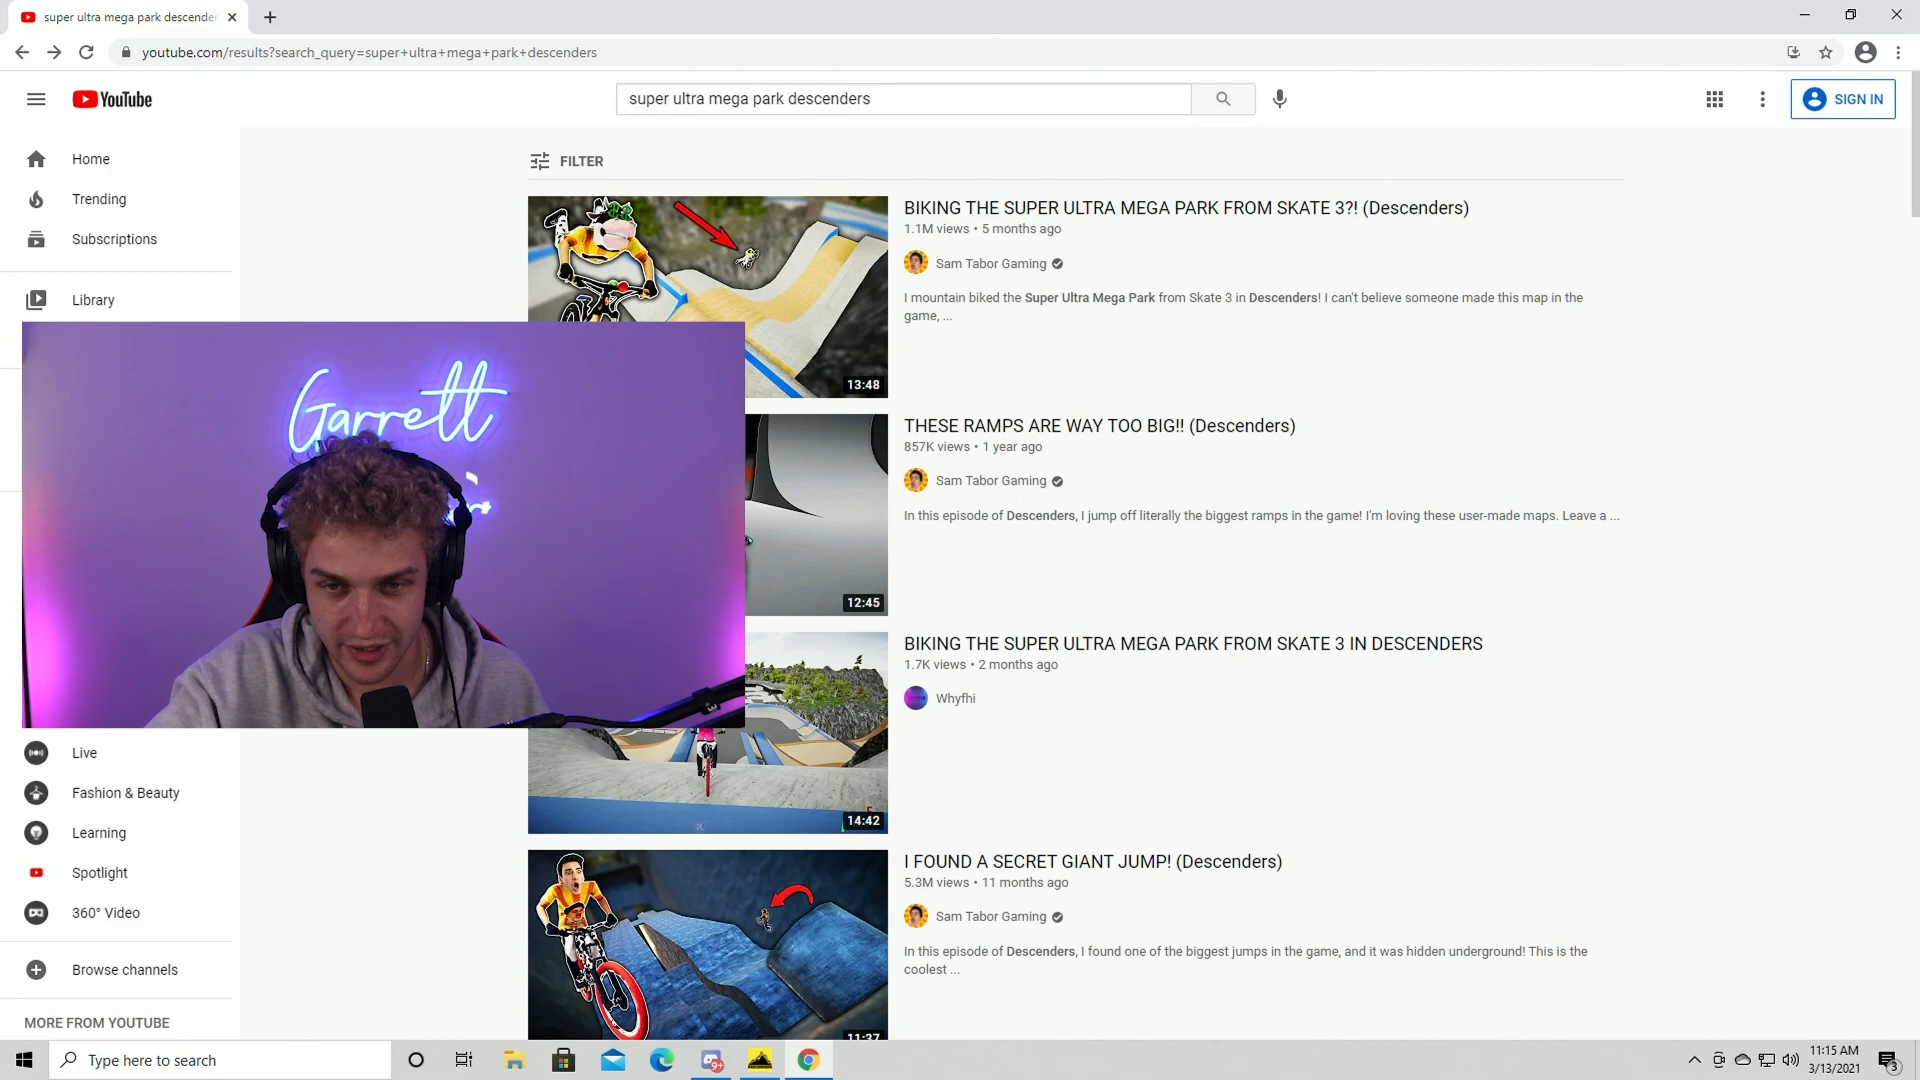 super ultra mega park descender
youtube.com/results?search_query=super+ultra+mega+park+descenders
YouTube
super ultra mega park descenders
SIGN IN
Home
Trending
Subscriptions
Library
FILTER
BIKING THE SUPER ULTRA MEGA PARK FROM SKATE 3?! (Descenders)
1.1M views • 5 months ago
Sam Tabor Gaming
I mountain biked the Super Ultra Mega Park from Skate 3 in Descenders! I can't believe someone made this map in the
game, ...
13:48
Garrett
THESE RAMPS ARE WAY TOO BIG!! (Descenders)
857K views • 1 year ago
Sam Tabor Gaming
In this episode of Descenders, I jump off literally the biggest ramps in the game! I'm loving these user-made maps. Leave a ...
12:45
BIKING THE SUPER ULTRA MEGA PARK FROM SKATE 3 IN DESCENDERS
1.7K views • 2 months ago
Whyfhi
14:42
Live
Fashion & Beauty
Learning
Spotlight
360° Video
Browse channels
MORE FROM YOUTUBE
I FOUND A SECRET GIANT JUMP! (Descenders)
5.3M views • 11 months ago
Sam Tabor Gaming
In this episode of Descenders, I found one of the biggest jumps in the game, and it was hidden underground! This is the
coolest ...
11:37
Type here to search
9+
11:15 AM
3/13/2021
3